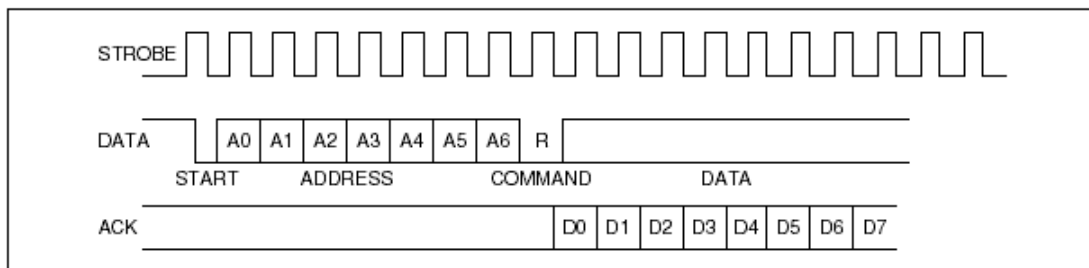 STROBE
DATA A0 A1 A2 A3 A4 A5 A6 R
START ADDRESS COMMAND DATA
ACK D0 D1 D2 D3 D4 D5 D6 D7